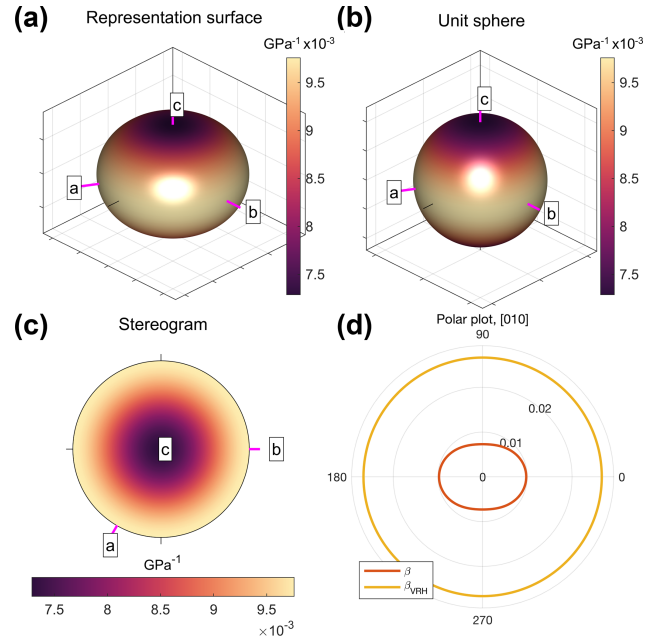 (a)
Representation surface
GPa⁻¹ x10⁻³
9.5
9
8.5
8
7.5
c
a
b
(b)
Unit sphere
GPa⁻¹ x10⁻³
9.5
9
8.5
8
7.5
c
a
b
(c)
Stereogram
c
b
a
GPa⁻¹
7.5 8 8.5 9 9.5
×10⁻³
(d)
Polar plot, [010]
90
0.02
0.01
180 0 0
β
βVRH
270